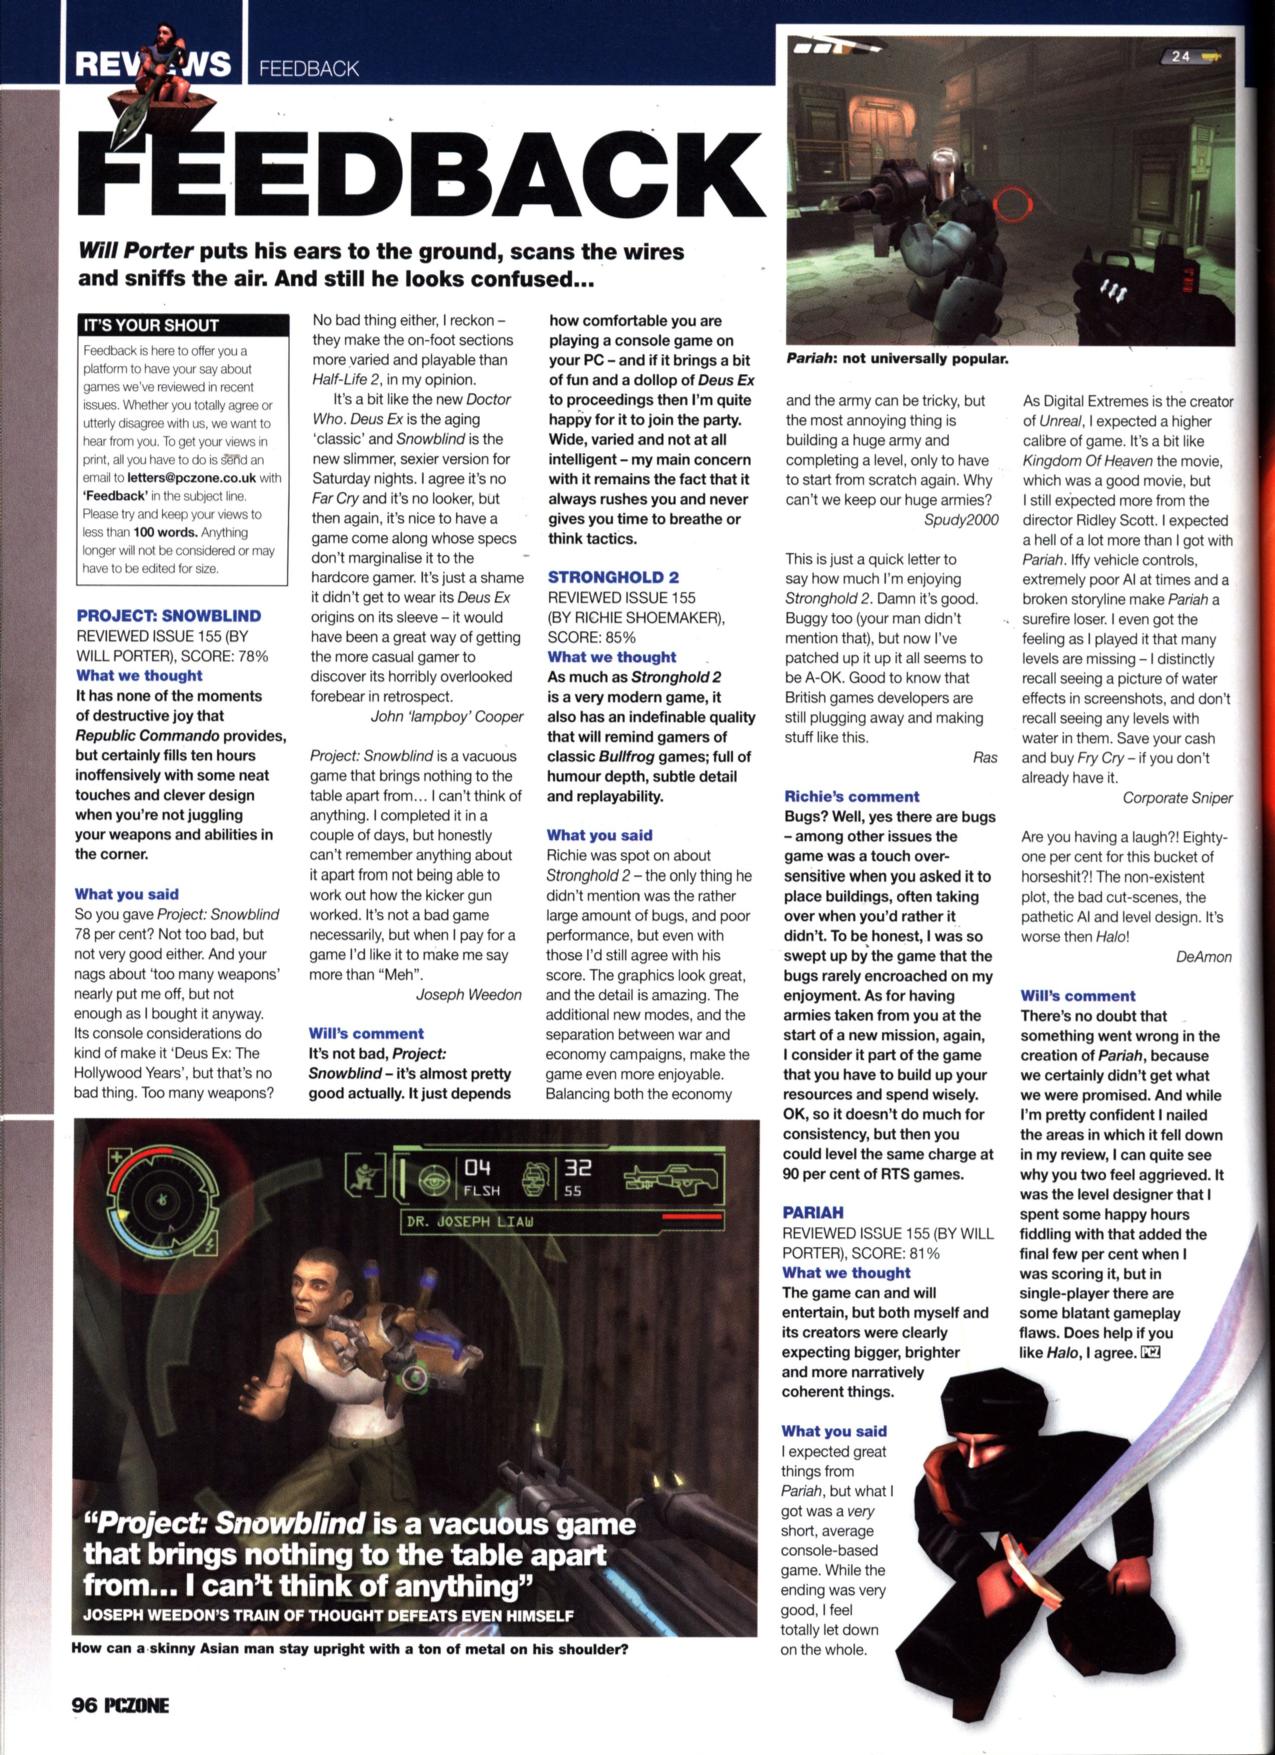 REVIEWS
FEEDBACK
FEEDBACK
Will Porter puts his ears to the ground, scans the wires
and sniffs the air. And still he looks confused...
IT'S YOUR SHOUT
Feedback is here to offer you a
platform to have your say about
games we've reviewed in recent
issues. Whether you totally agree or
utterly disagree with us, we want to
hear from you. To get your views in
print, all you have to do is send an
email to letters@pczone.co.uk with
'Feedback' in the subject line.
Please try and keep your views to
less than 100 words. Anything
longer will not be considered or may
have to be edited for size.
PROJECT: SNOWBLIND
REVIEWED ISSUE 155 (BY
WILL PORTER), SCORE: 78%
What we thought
It has none of the moments
of destructive joy that
Republic Commando provides,
but certainly fills ten hours
inoffensively with some neat
touches and clever design
when you're not juggling
your weapons and abilities in
the corner.
What you said
So you gave Project: Snowblind
78 per cent? Not too bad, but
not very good either. And your
nags about 'too many weapons'
nearly put me off, but not
enough as I bought it anyway.
Its console considerations do
kind of make it 'Deus Ex: The
Hollywood Years', but that's no
bad thing. Too many weapons?
No bad thing either, I reckon –
they make the on-foot sections
more varied and playable than
Half-Life 2, in my opinion.
It's a bit like the new Doctor
Who. Deus Ex is the aging
'classic' and Snowblind is the
new slimmer, sexier version for
Saturday nights. I agree it's no
Far Cry and it's no looker, but
then again, it's nice to have a
game come along whose specs
don't marginalise it to the
hardcore gamer. It's just a shame
it didn't get to wear its Deus Ex
origins on its sleeve – it would
have been a great way of getting
the more casual gamer to
discover its horribly overlooked
forebear in retrospect.
John 'lampboy' Cooper
Project: Snowblind is a vacuous
game that brings nothing to the
table apart from... I can't think of
anything. I completed it in a
couple of days, but honestly
can't remember anything about
it apart from not being able to
work out how the kicker gun
worked. It's not a bad game
necessarily, but when I pay for a
game I'd like it to make me say
more than "Meh".
Joseph Weedon
Will's comment
It's not bad, Project:
Snowblind – it's almost pretty
good actually. It just depends
how comfortable you are
playing a console game on
your PC – and if it brings a bit
of fun and a dollop of Deus Ex
to proceedings then I'm quite
happy for it to join the party.
Wide, varied and not at all
intelligent – my main concern
with it remains the fact that it
always rushes you and never
gives you time to breathe or
think tactics.
STRONGHOLD 2
REVIEWED ISSUE 155
(BY RICHIE SHOEMAKER),
SCORE: 85%
What we thought
As much as Stronghold 2
is a very modern game, it
also has an indefinable quality
that will remind gamers of
classic Bullfrog games; full of
humour depth, subtle detail
and replayability.
What you said
Richie was spot on about
Stronghold 2 – the only thing he
didn't mention was the rather
large amount of bugs, and poor
performance, but even with
those I'd still agree with his
score. The graphics look great,
and the detail is amazing. The
additional new modes, and the
separation between war and
economy campaigns, make the
game even more enjoyable.
Balancing both the economy
24
Pariah: not universally popular.
and the army can be tricky, but
the most annoying thing is
building a huge army and
completing a level, only to have
to start from scratch again. Why
can't we keep our huge armies?
Spudy2000
This is just a quick letter to
say how much I'm enjoying
Stronghold 2. Damn it's good.
Buggy too (your man didn't
mention that), but now I've
patched up it up it all seems to
be A-OK. Good to know that
British games developers are
still plugging away and making
stuff like this.
Ras
Richie's comment
Bugs? Well, yes there are bugs
– among other issues the
game was a touch over-
sensitive when you asked it to
place buildings, often taking
over when you'd rather it
didn't. To be honest, I was so
swept up by the game that the
bugs rarely encroached on my
enjoyment. As for having
armies taken from you at the
start of a new mission, again,
I consider it part of the game
that you have to build up your
resources and spend wisely.
OK, so it doesn't do much for
consistency, but then you
could level the same charge at
90 per cent of RTS games.
PARIAH
REVIEWED ISSUE 155 (BY WILL
PORTER), SCORE: 81%
What we thought
The game can and will
entertain, but both myself and
its creators were clearly
expecting bigger, brighter
and more narratively
coherent things.
What you said
I expected great
things from
Pariah, but what I
got was a very
short, average
console-based
game. While the
ending was very
good, I feel
totally let down
on the whole.
As Digital Extremes is the creator
of Unreal, I expected a higher
calibre of game. It's a bit like
Kingdom Of Heaven the movie,
which was a good movie, but
I still expected more from the
director Ridley Scott. I expected
a hell of a lot more than I got with
Pariah. Iffy vehicle controls,
extremely poor AI at times and a
broken storyline make Pariah a
surefire loser. I even got the
feeling as I played it that many
levels are missing – I distinctly
recall seeing a picture of water
effects in screenshots, and don't
recall seeing any levels with
water in them. Save your cash
and buy Fry Cry – if you don't
already have it.
Corporate Sniper
Are you having a laugh?! Eighty-
one per cent for this bucket of
horseshit?! The non-existent
plot, the bad cut-scenes, the
pathetic AI and level design. It's
worse then Halo!
DeAmon
Will's comment
There's no doubt that
something went wrong in the
creation of Pariah, because
we certainly didn't get what
we were promised. And while
I'm pretty confident I nailed
the areas in which it fell down
in my review, I can quite see
why you two feel aggrieved. It
was the level designer that I
spent some happy hours
fiddling with that added the
final few per cent when I
was scoring it, but in
single-player there are
some blatant gameplay
flaws. Does help if you
like Halo, I agree. PCZ
04
FLSH
32
55
DR. JOSEPH LIAW
"Project: Snowblind is a vacuous game
that brings nothing to the table apart
from... I can't think of anything"
JOSEPH WEEDON'S TRAIN OF THOUGHT DEFEATS EVEN HIMSELF
How can a skinny Asian man stay upright with a ton of metal on his shoulder?
96 PCZONE